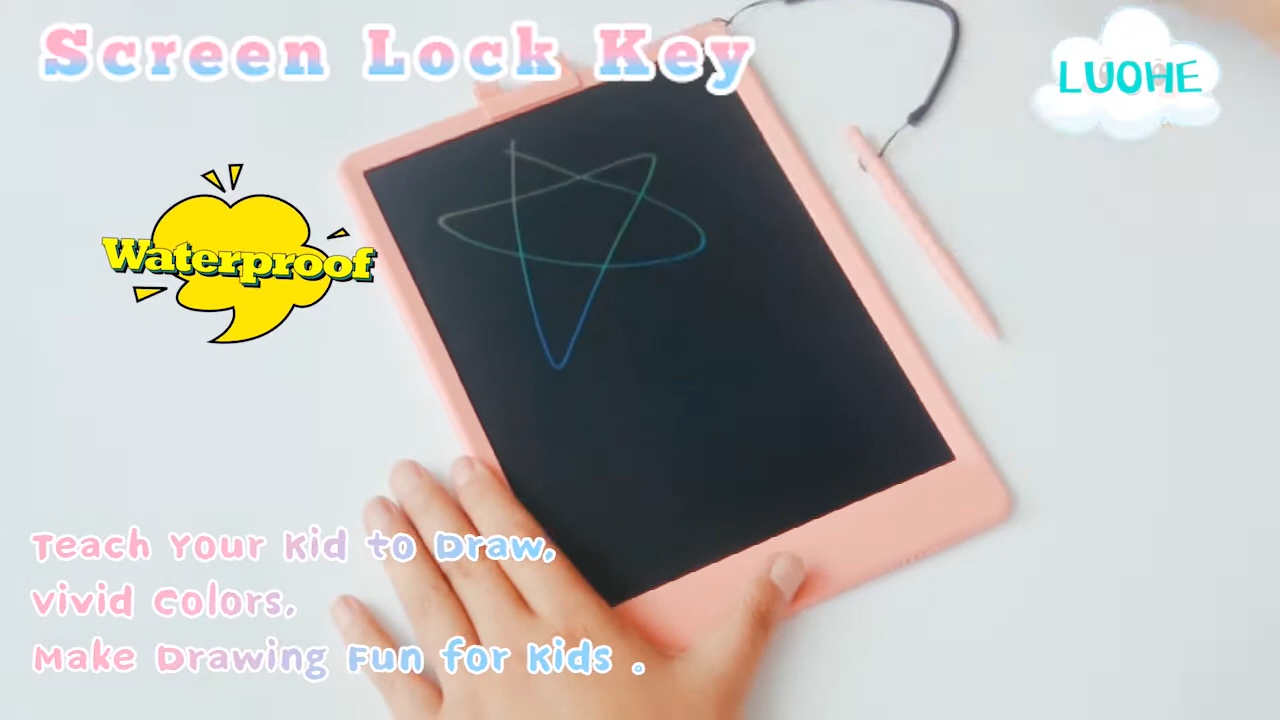 Screen Lock Key
LUOHE
Waterproof
Teach Your Kid to Draw,
Vivid Colors,
Make Drawing Fun for Kids 。